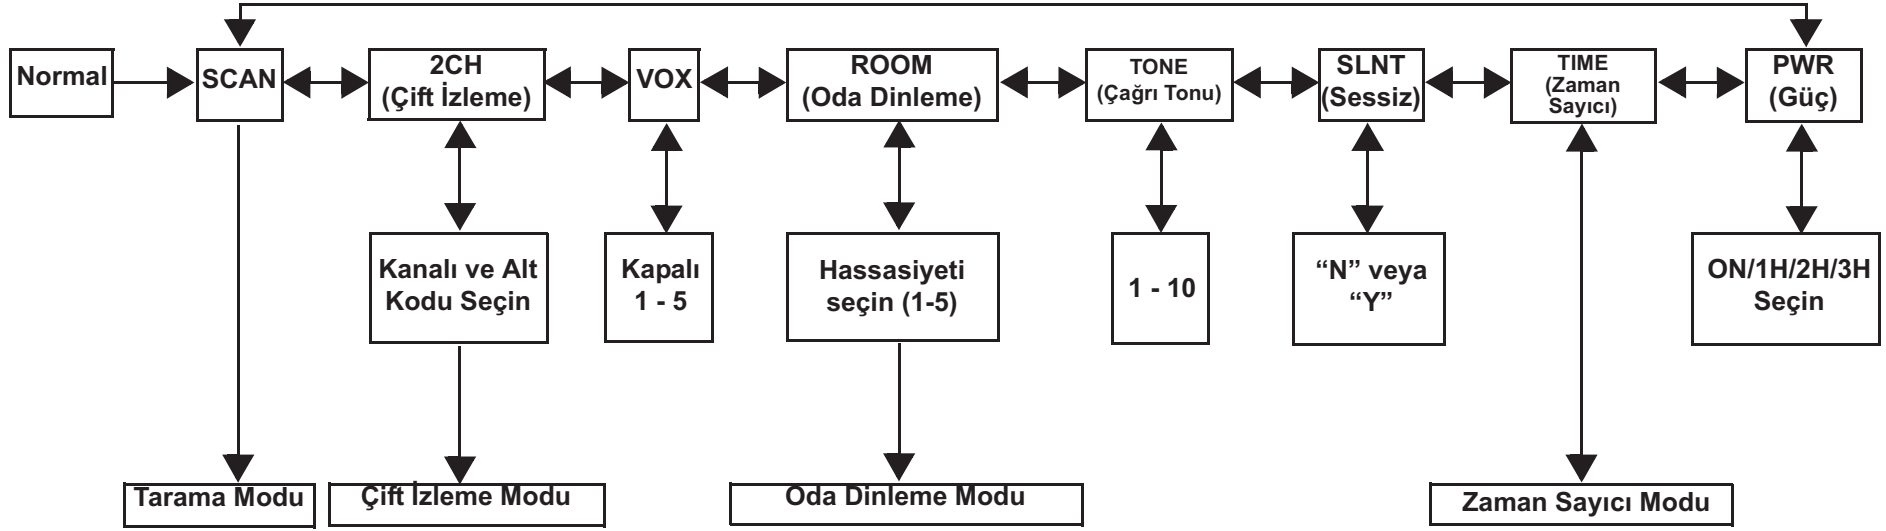 Normal
SCAN
2CH
(Çift İzleme)
VOX
ROOM
(Oda Dinleme)
TONE
(Çağrı Tonu)
SLNT
(Sessiz)
TIME
(Zaman
Sayıcı)
PWR
(Güç)
Kanalı ve Alt
Kodu Seçin
Kapalı
1 - 5
Hassasiyeti
seçin (1-5)
1 - 10
“N” veya
“Y”
ON/1H/2H/3H
Seçin
Tarama Modu
Çift İzleme Modu
Oda Dinleme Modu
Zaman Sayıcı Modu